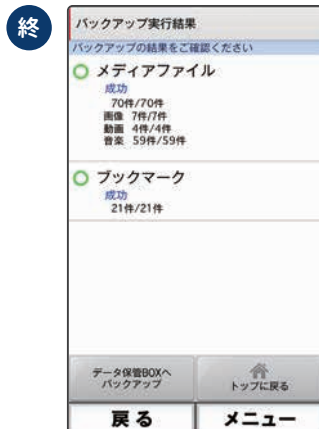 終
バックアップ実行結果
バックアップの結果をご確認ください
メディアファイル
成功
70件/70件
画像 7件/7件
動画 4件/4件
音楽 59件/59件
ブックマーク
成功
21件/21件
データ保管BOXへ
バックアップ
トップに戻る
戻る
メニュー